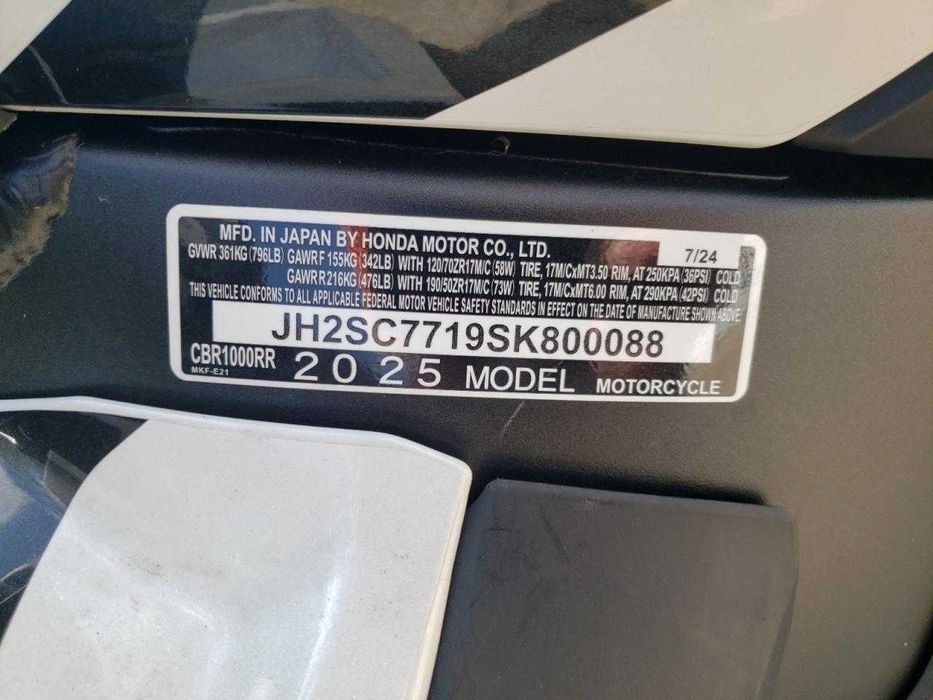 MFD. IN JAPAN BY HONDA MOTOR CO., LTD. 7/24
GVWR 361KG (796LB) GAWR F 155KG (342LB) WITH 120/70ZR17M/C (58W) TIRE, 17M/CxMT3.50 RIM, AT 250KPA (36PSI) COLD
GAWR R 216KG (476LB) WITH 190/50ZR17M/C (73W) TIRE, 17M/CxMT6.00 RIM, AT 290KPA (42PSI) COLD
THIS VEHICLE CONFORMS TO ALL APPLICABLE FEDERAL MOTOR VEHICLE SAFETY STANDARDS IN EFFECT ON THE DATE OF MANUFACTURE SHOWN ABOVE.
JH2SC7719SK800088
CBR1000RR 2025 MODEL MOTORCYCLE
MKF-E21